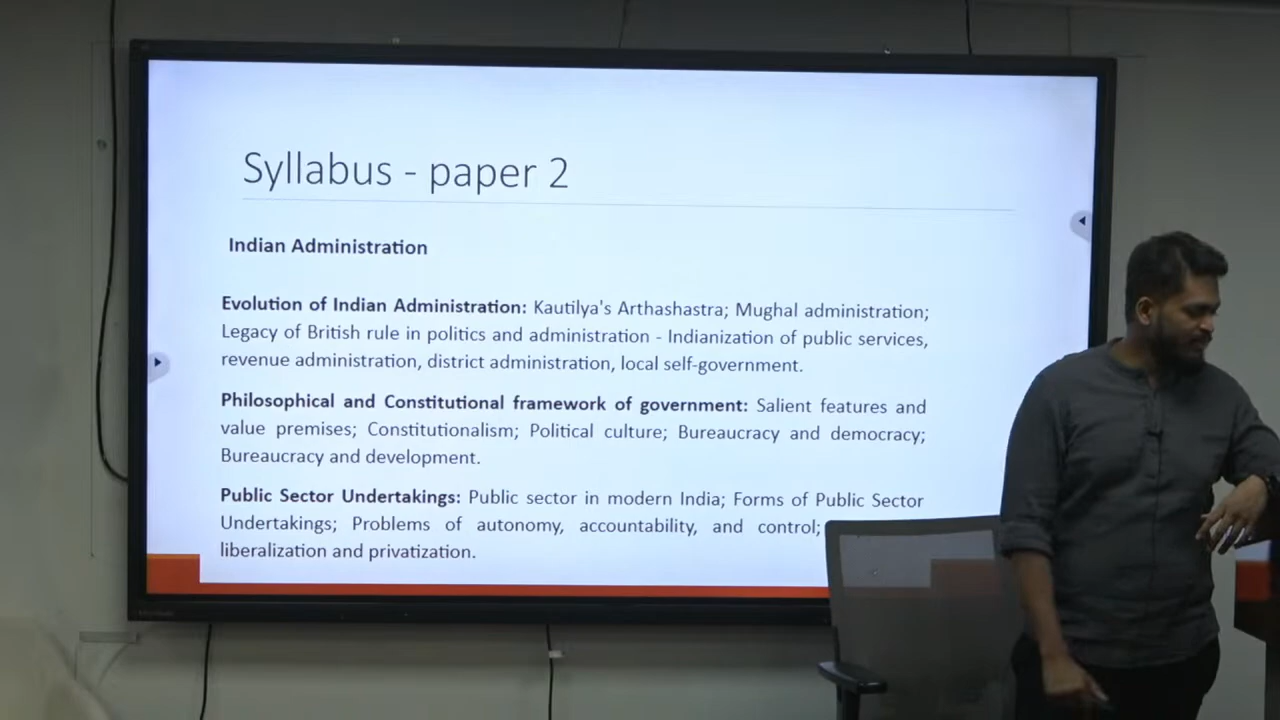 Syllabus - paper 2
Indian Administration
Evolution of Indian Administration: Kautilya's Arthashastra; Mughal administration;
Legacy of British rule in politics and administration - Indianization of public services,
revenue administration, district administration, local self-government.
Philosophical and Constitutional framework of government: Salient features and
value premises; Constitutionalism; Political culture; Bureaucracy and democracy;
Bureaucracy and development.
Public Sector Undertakings: Public sector in modern India; Forms of Public Sector
Undertakings; Problems of autonomy, accountability, and control;
liberalization and privatization.